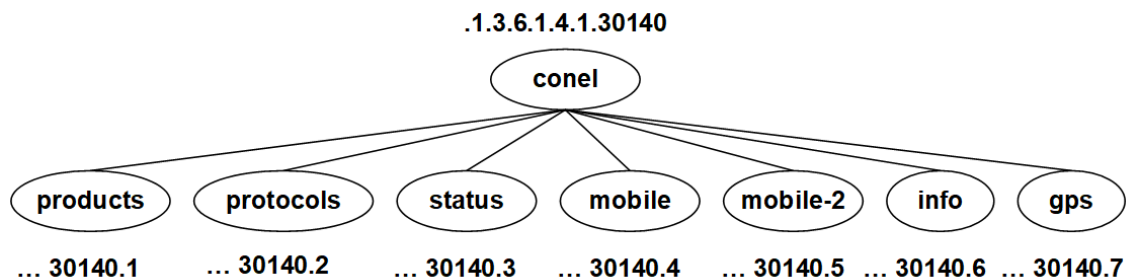 .1.3.6.1.4.1.30140
conel
products protocols status mobile mobile-2 info gps
... 30140.1 ... 30140.2 ... 30140.3 ... 30140.4 ... 30140.5 ... 30140.6 ... 30140.7